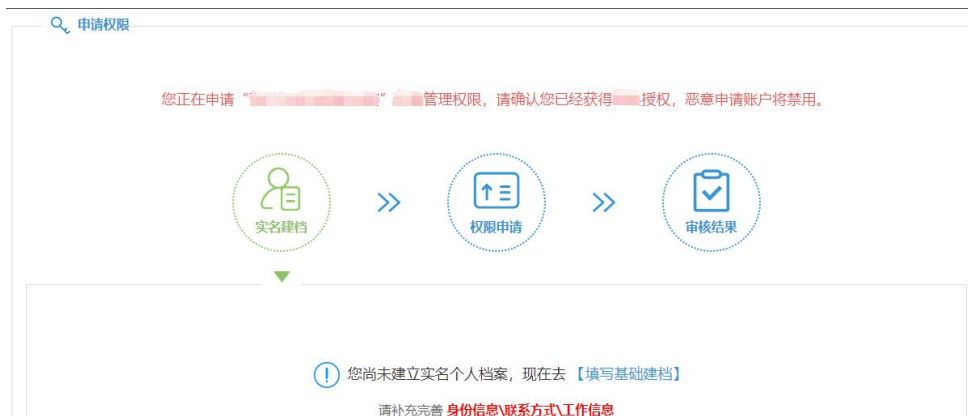 申请权限
您正在申请“ ” 管理权限，请确认您已经获得 授权，恶意申请账户将禁用。
实名建档 权限申请 审核结果
您尚未建立实名个人档案，现在去【填写基础建档】
请补充完善 身份信息\联系方式\工作信息